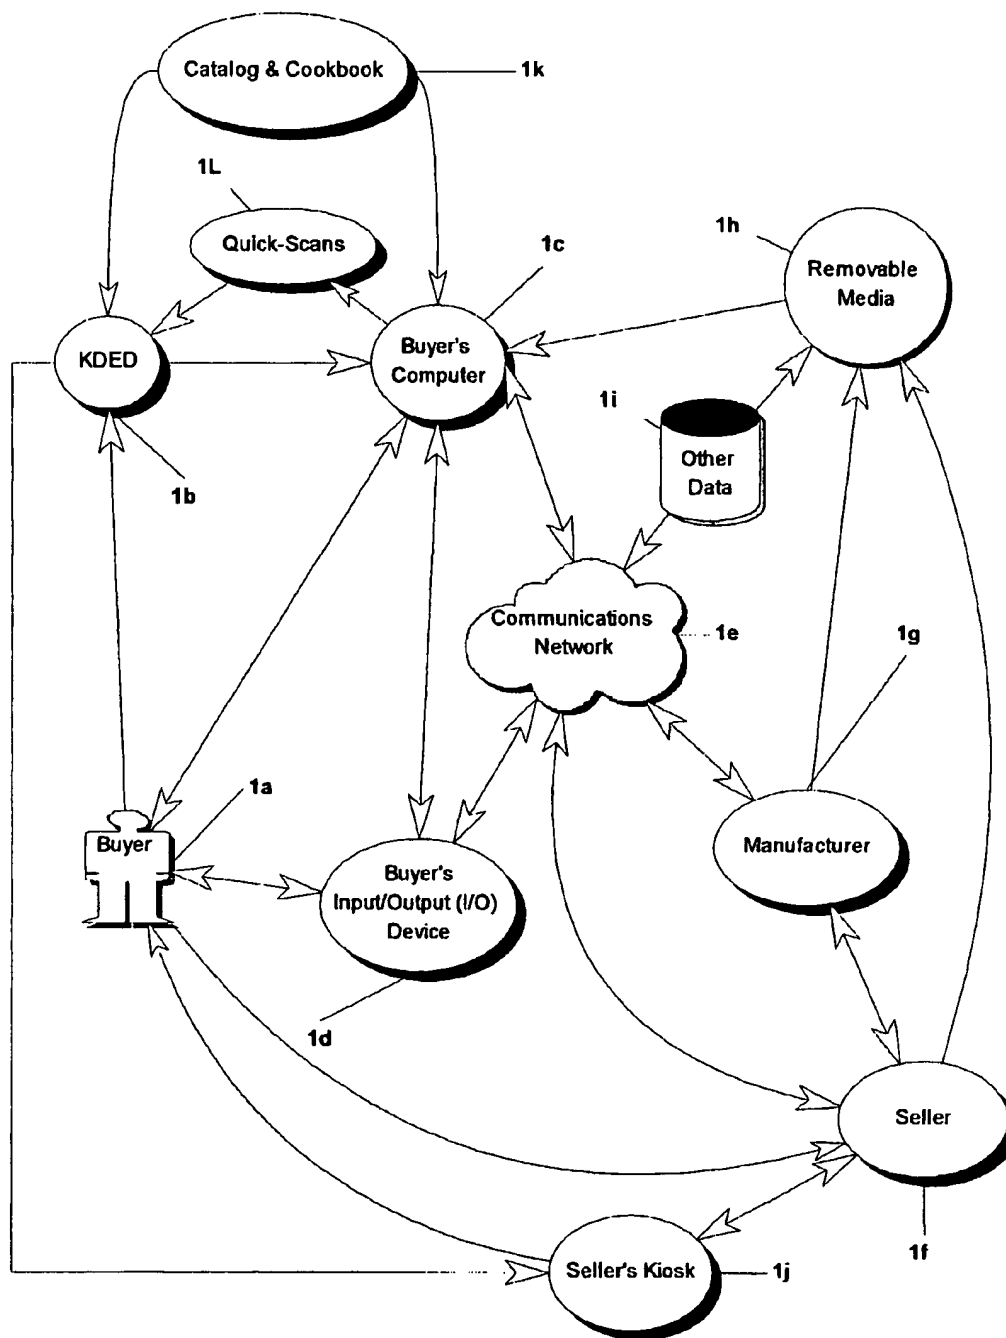 Catalog & Cookbook
1k
1L
Quick-Scans
1c
1h
Removable
Media
KDED
Buyer's
Computer
1i
Other
Data
1b
Communications
Network
1e
1g
1a
Buyer
Manufacturer
Buyer's
Input/Output (I/O)
Device
1d
Seller
1f
Seller's Kiosk
1j